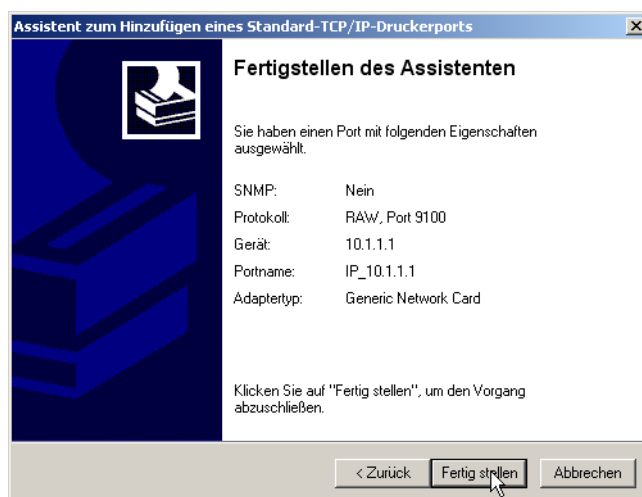 Assistent zum Hinzufügen eines Standard-TCP/IP-Druckerports
Fertigstellen des Assistenten
Sie haben einen Port mit folgenden Eigenschaften
ausgewählt.
SNMP: Nein
Protokoll: RAW, Port 9100
Gerät: 10.1.1.1
Portname: IP_10.1.1.1
Adaptertyp: Generic Network Card
Klicken Sie auf "Fertig stellen", um den Vorgang
abzuschließen.
< Zurück Fertig stellen Abbrechen